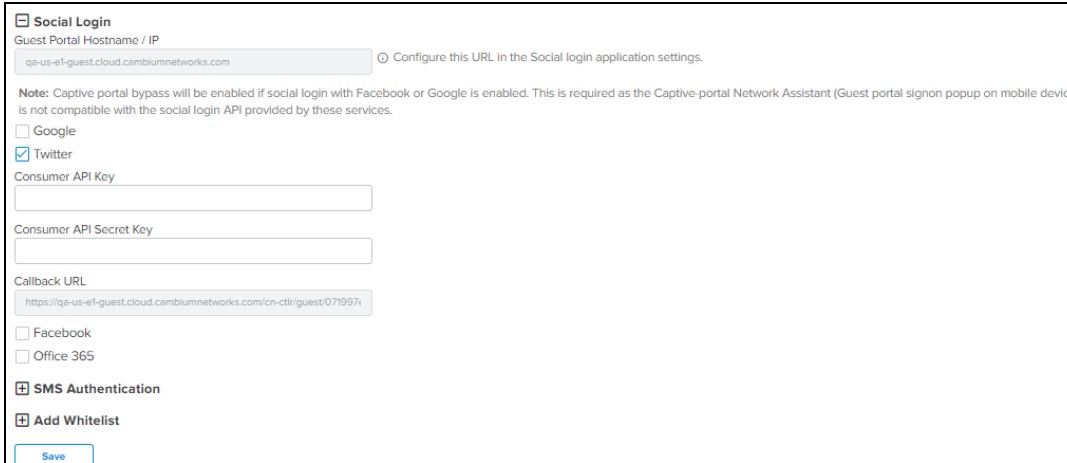 Social Login
Guest Portal Hostname / IP
qa-us-e1-guest.cloud.cambiumnetworks.com
Configure this URL in the Social login application settings.
Note: Captive portal bypass will be enabled if social login with Facebook or Google is enabled. This is required as the Captive-portal Network Assistant (Guest portal signon popup on mobile devic
is not compatible with the social login API provided by these services.
Google
Twitter
Consumer API Key
Consumer API Secret Key
Callback URL
https://qa-us-e1-guest.cloud.cambiumnetworks.com/cn-ctlr/guest/071997e
Facebook
Office 365
SMS Authentication
Add Whitelist
Save